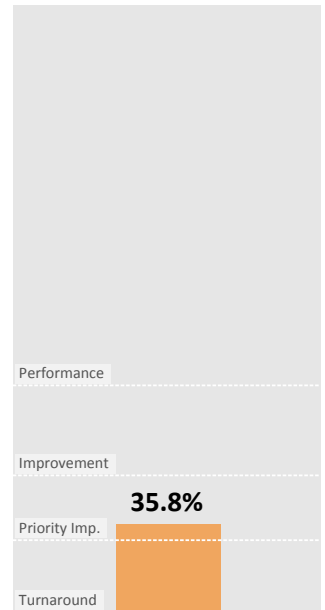 Performance
Improvement
35.8%
Priority Imp.
Turnaround